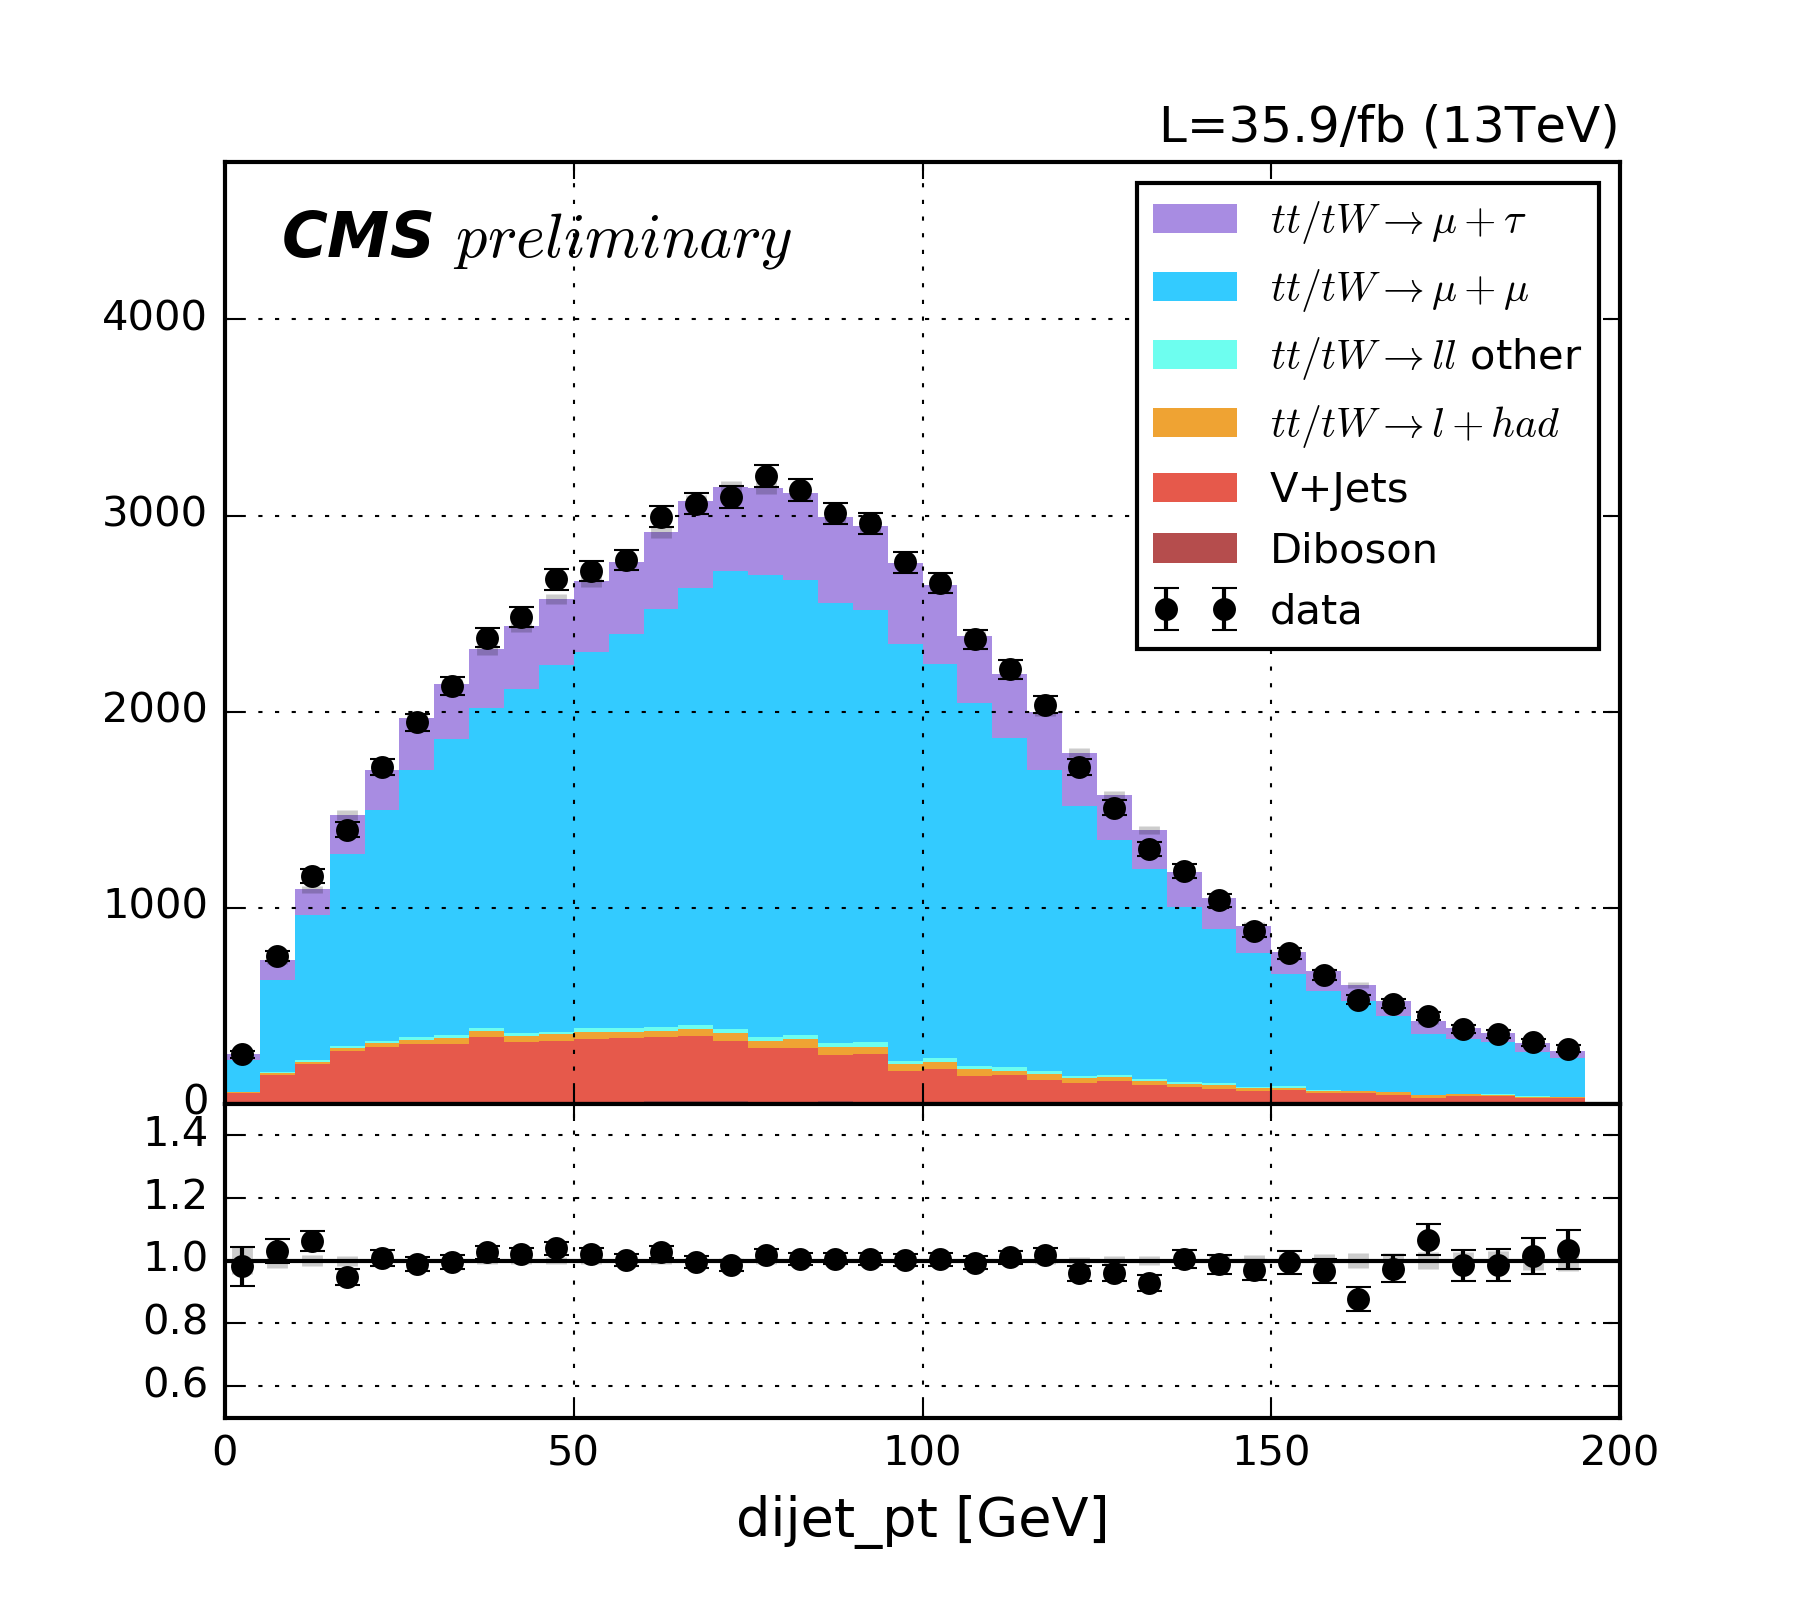 L=35.9/fb (13TeV)
CMS preliminary
tt/tW→μ+τ
tt/tW→μ+μ
tt/tW→ll other
tt/tW→l+had
V+Jets
Diboson
data
4000
3000
2000
1000
0
1.4
1.2
1.0
0.8
0.6
0 50 100 150 200
dijet_pt [GeV]